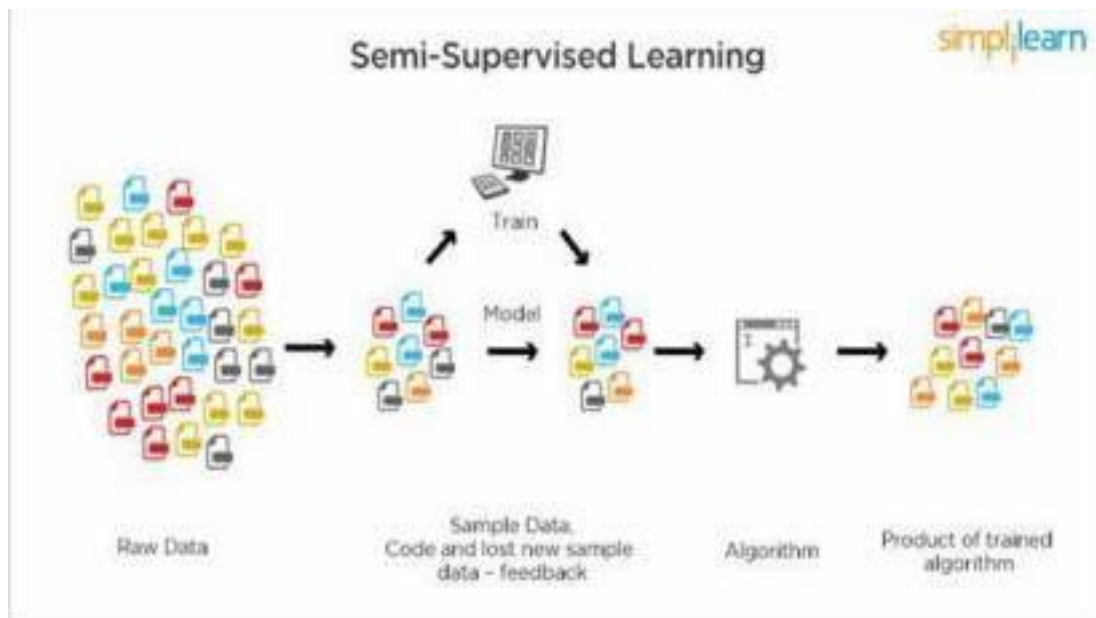 Semi-Supervised Learning
simplilearn
Train
Model
Raw Data
Sample Data,
Code and lost new sample
data – feedback
Algorithm
Product of trained
algorithm